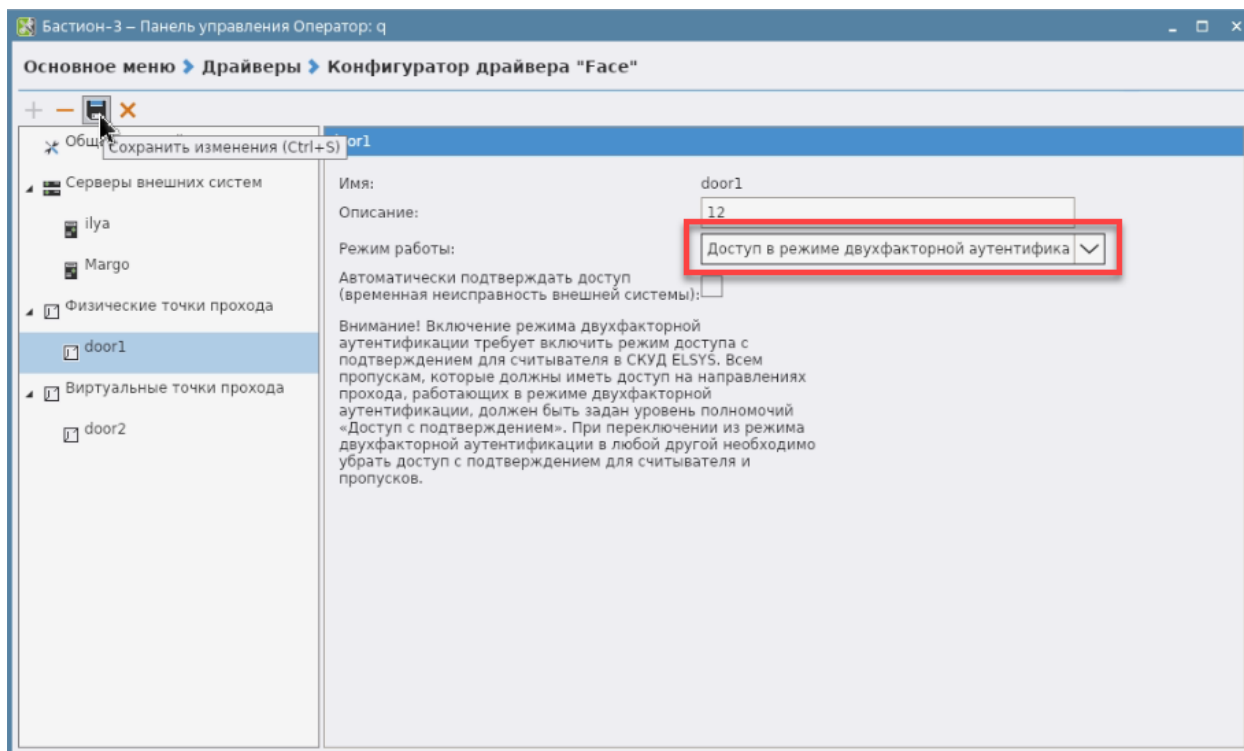 Бастион-3 – Панель управления Оператор: q
Основное меню Драйверы Конфигуратор драйвера "Face"
Сохранить изменения (Ctrl+S)
Серверы внешних систем
ilya
Margo
Физические точки прохода
door1
Виртуальные точки прохода
door2
Имя: door1
Описание: 12
Режим работы: Доступ в режиме двухфакторной аутентифика
Автоматически подтверждать доступ
(временная неисправность внешней системы):
Внимание! Включение режима двухфакторной
аутентификации требует включить режим доступа с
подтверждением для считывателя в СКУД ELSYS. Всем
пропускам, которые должны иметь доступ на направлениях
прохода, работающих в режиме двухфакторной
аутентификации, должен быть задан уровень полномочий
«Доступ с подтверждением». При переключении из режима
двухфакторной аутентификации в любой другой необходимо
убрать доступ с подтверждением для считывателя и
пропусков.